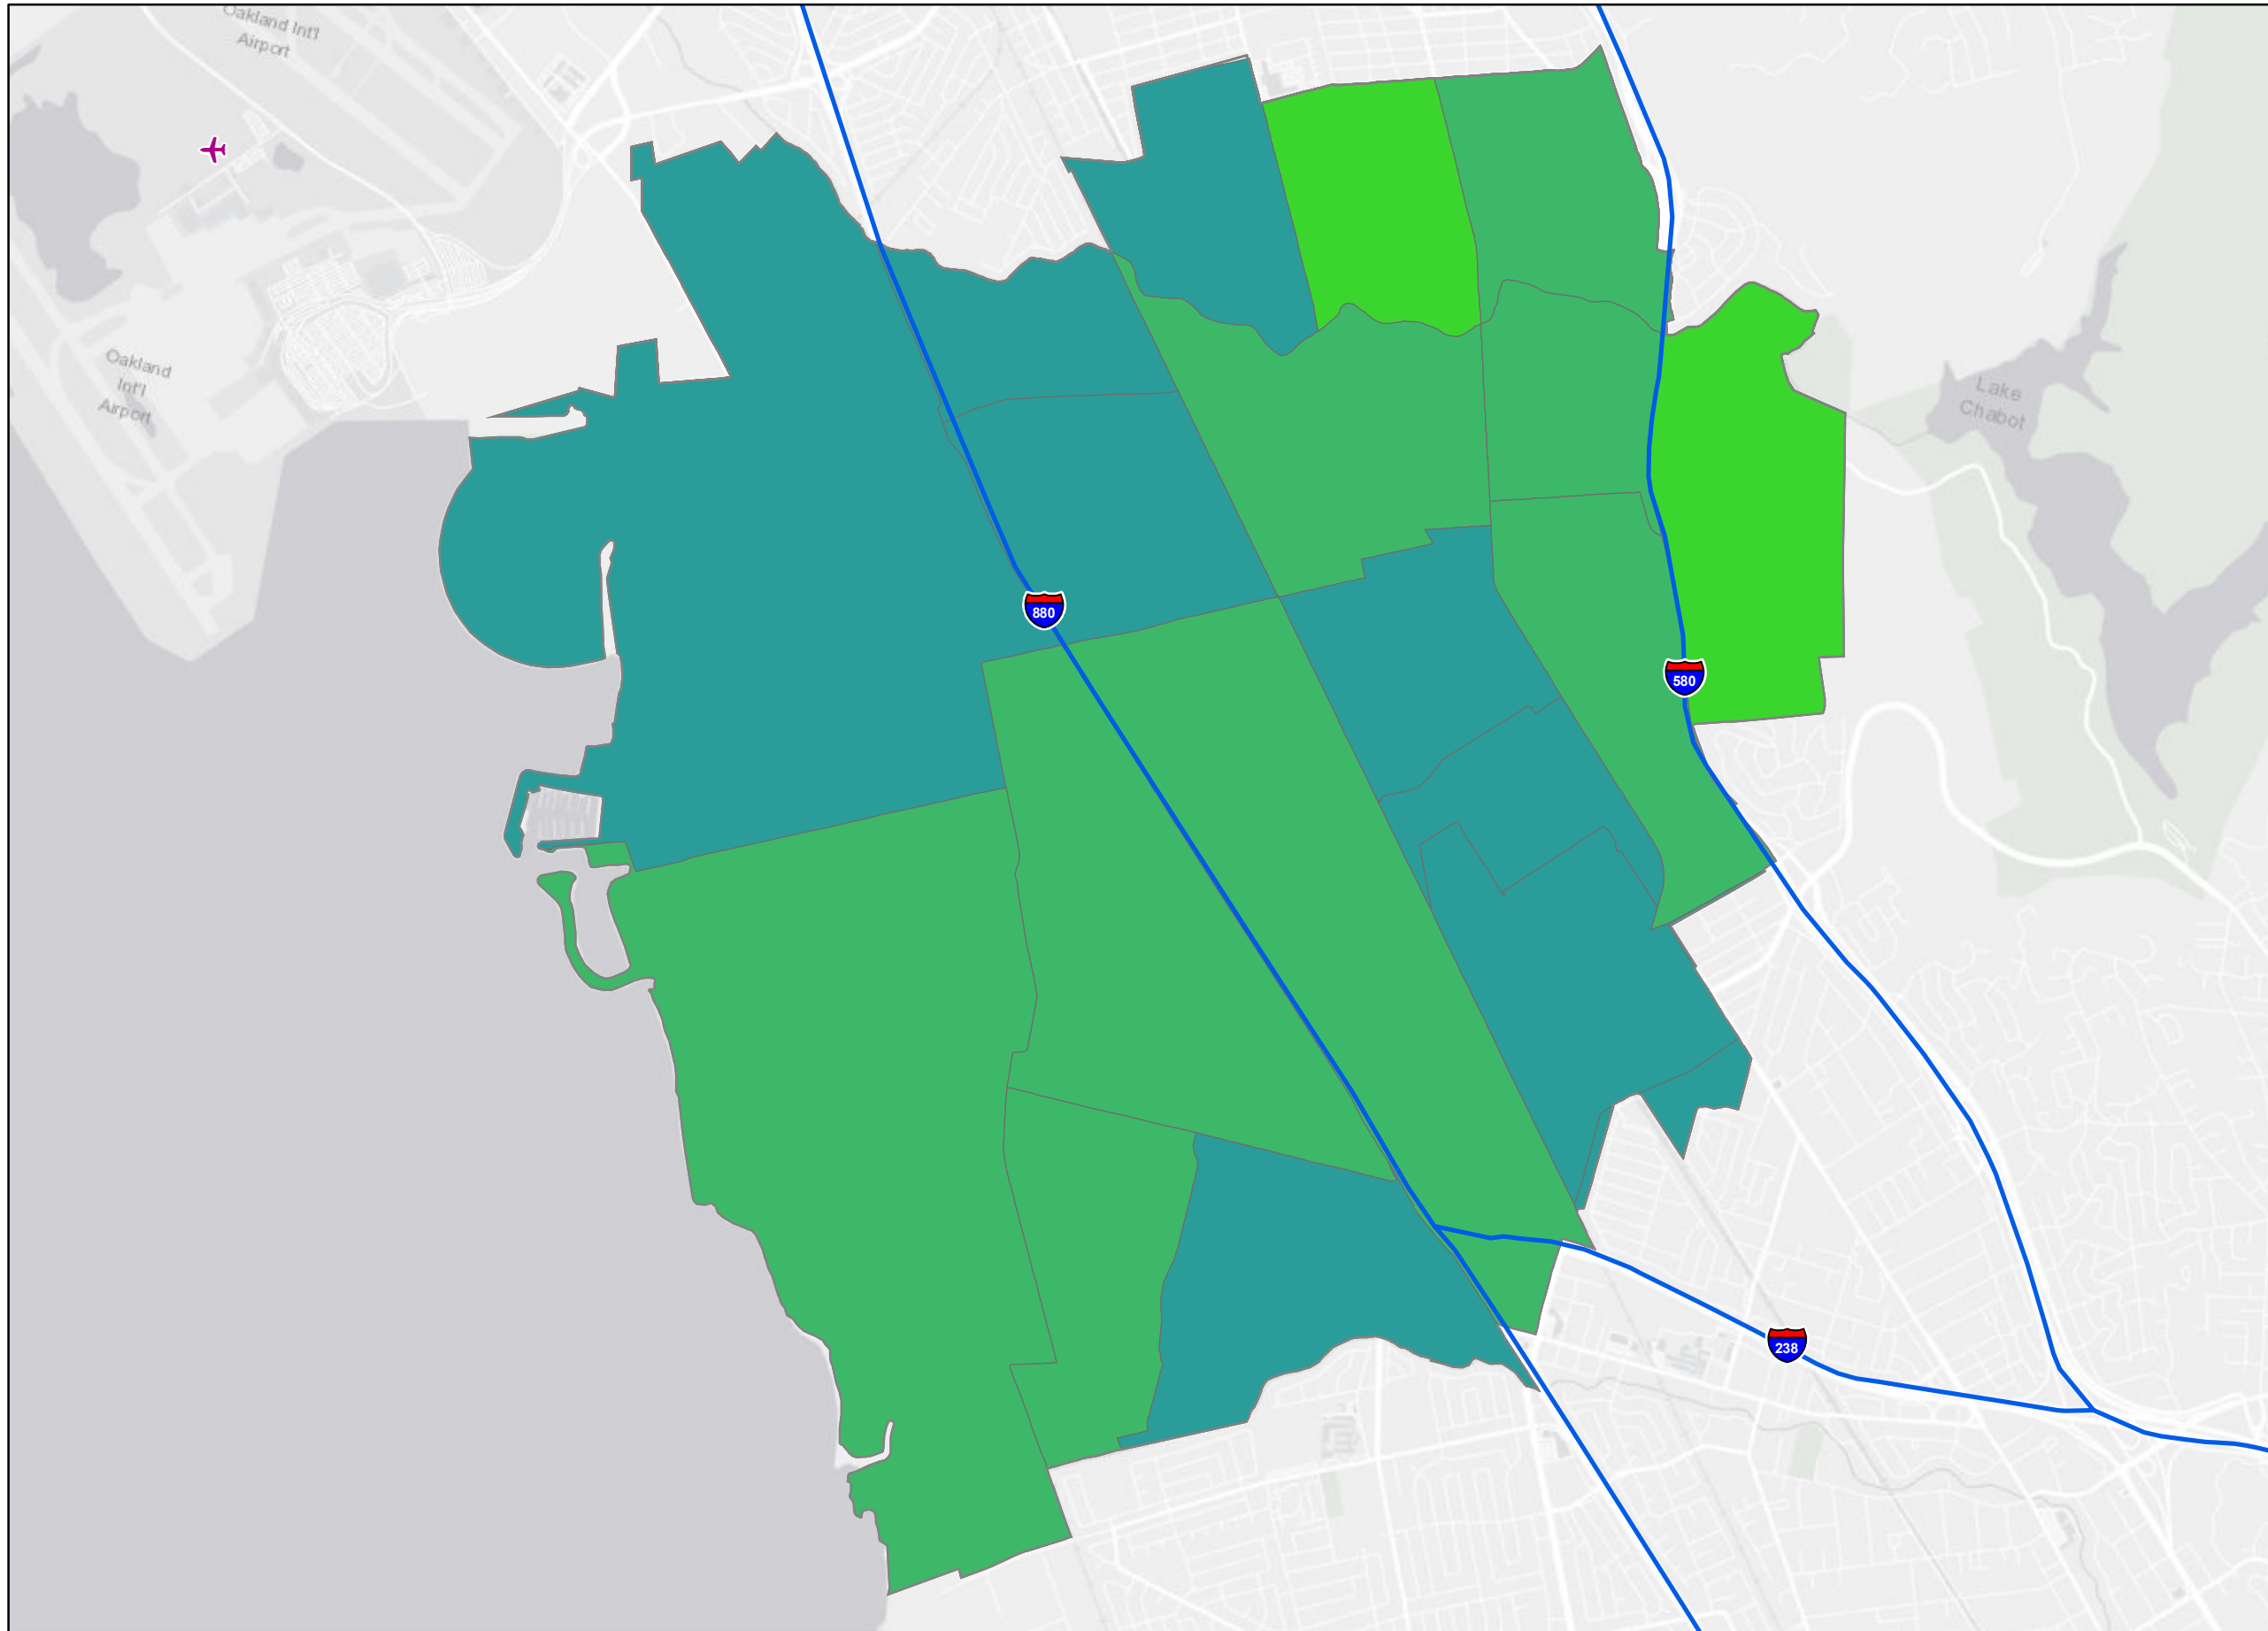 Oakland Int'l
Airport
Oakland
Int'l
Airport
Lake
Chabot
880
580
238